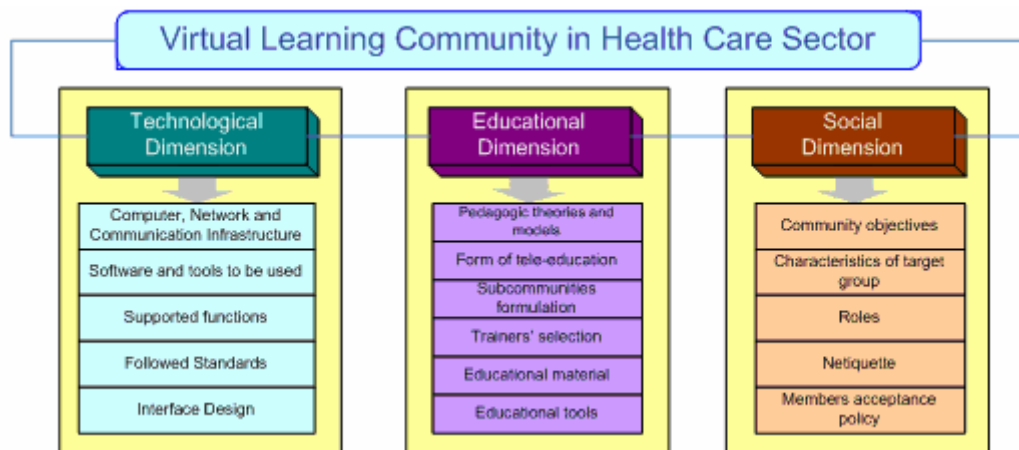 Virtual Learning Community in Health Care Sector
Technological
Dimension
Computer, Network and
Communication Infrastructure
Software and tools to be used
Supported functions
Followed Standards
Interface Design
Educational
Dimension
Pedagogic theories and
models
Form of tele-education
Subcommunities
formulation
Trainers' selection
Educational material
Educational tools
Social
Dimension
Community objectives
Characteristics of target
group
Roles
Netiquette
Members acceptance
policy